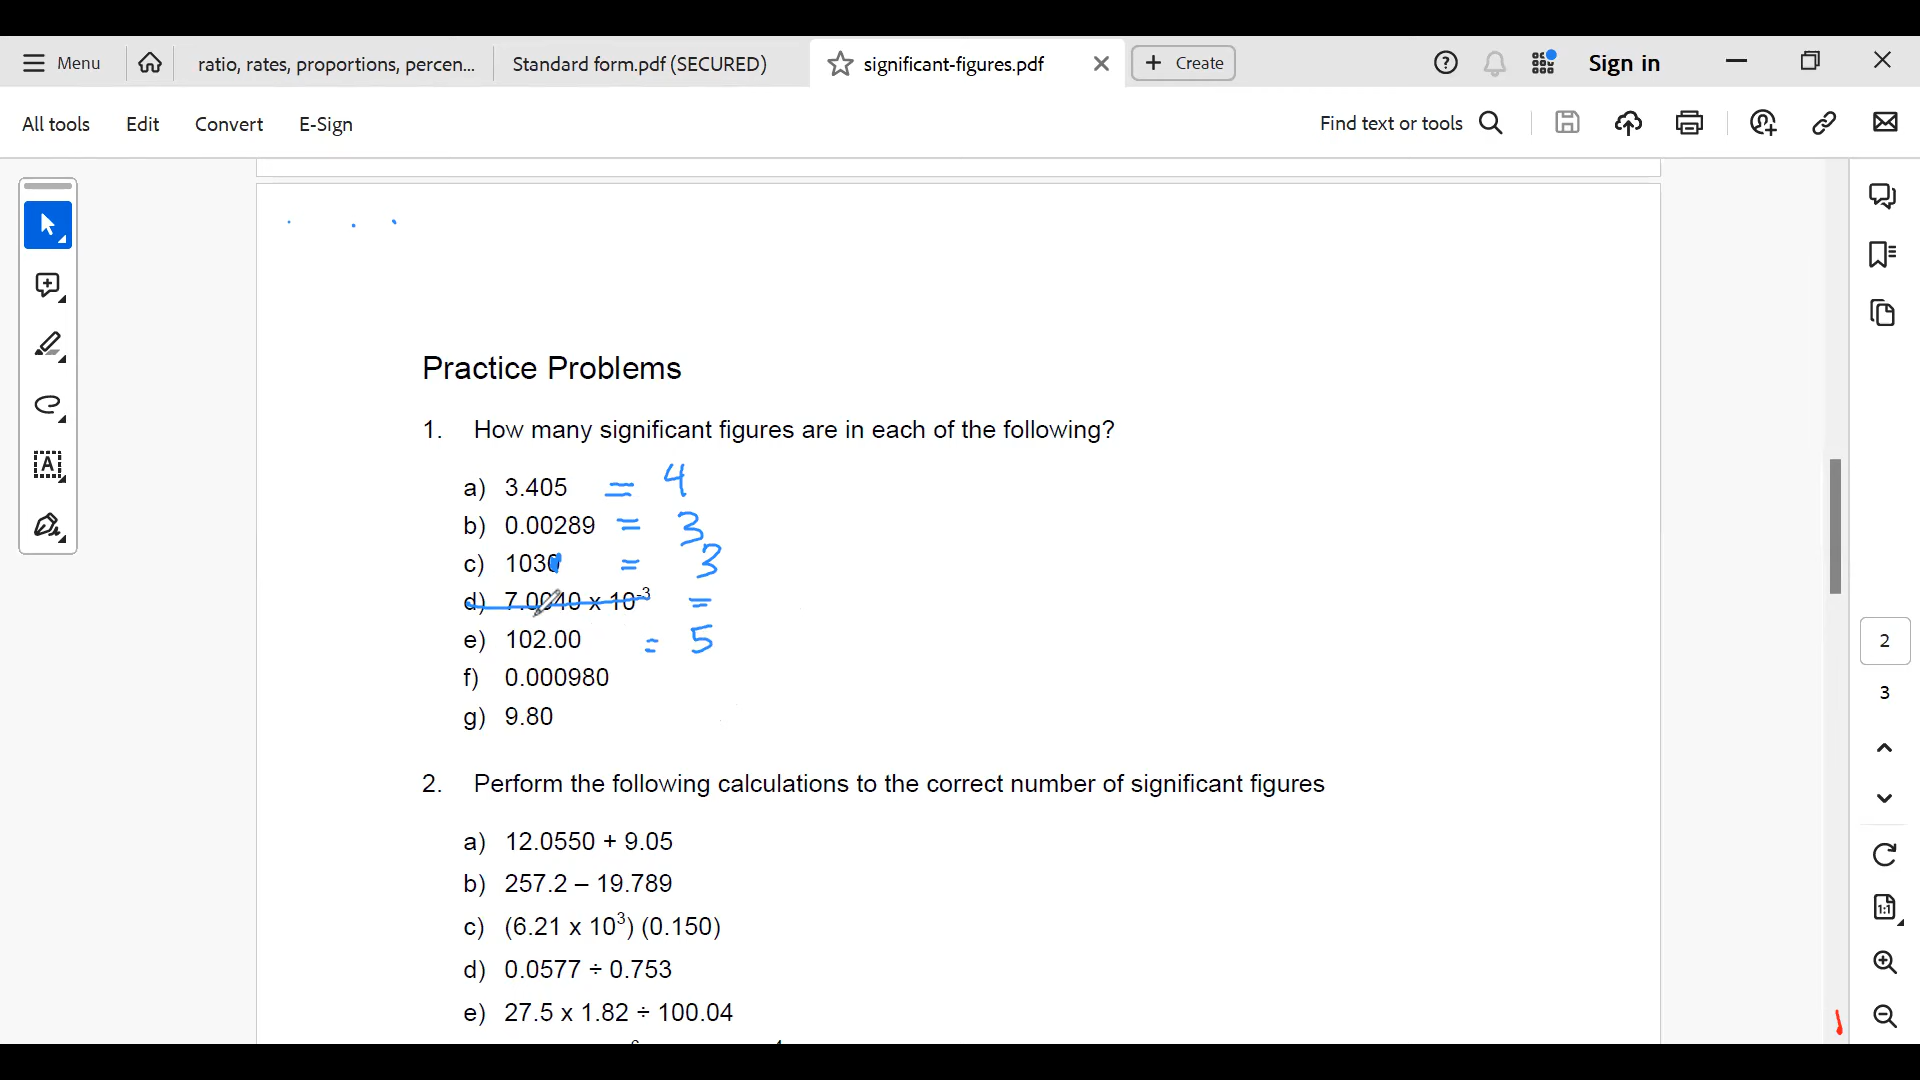 Menu ratio, rates, proportions, percen... Standard form.pdf (SECURED) significant-figures.pdf + Create Sign in
All tools Edit Convert E-Sign Find text or tools
Practice Problems
1. How many significant figures are in each of the following?
a) 3.405 = 4
b) 0.00289 = 3
c) 1030 = 3
d) 7.0040 x 10⁻³ =
e) 102.00 = 5
f) 0.000980
g) 9.80
2
3
2. Perform the following calculations to the correct number of significant figures
a) 12.0550 + 9.05
b) 257.2 – 19.789
c) (6.21 x 10³) (0.150)
d) 0.0577 ÷ 0.753
e) 27.5 x 1.82 ÷ 100.04